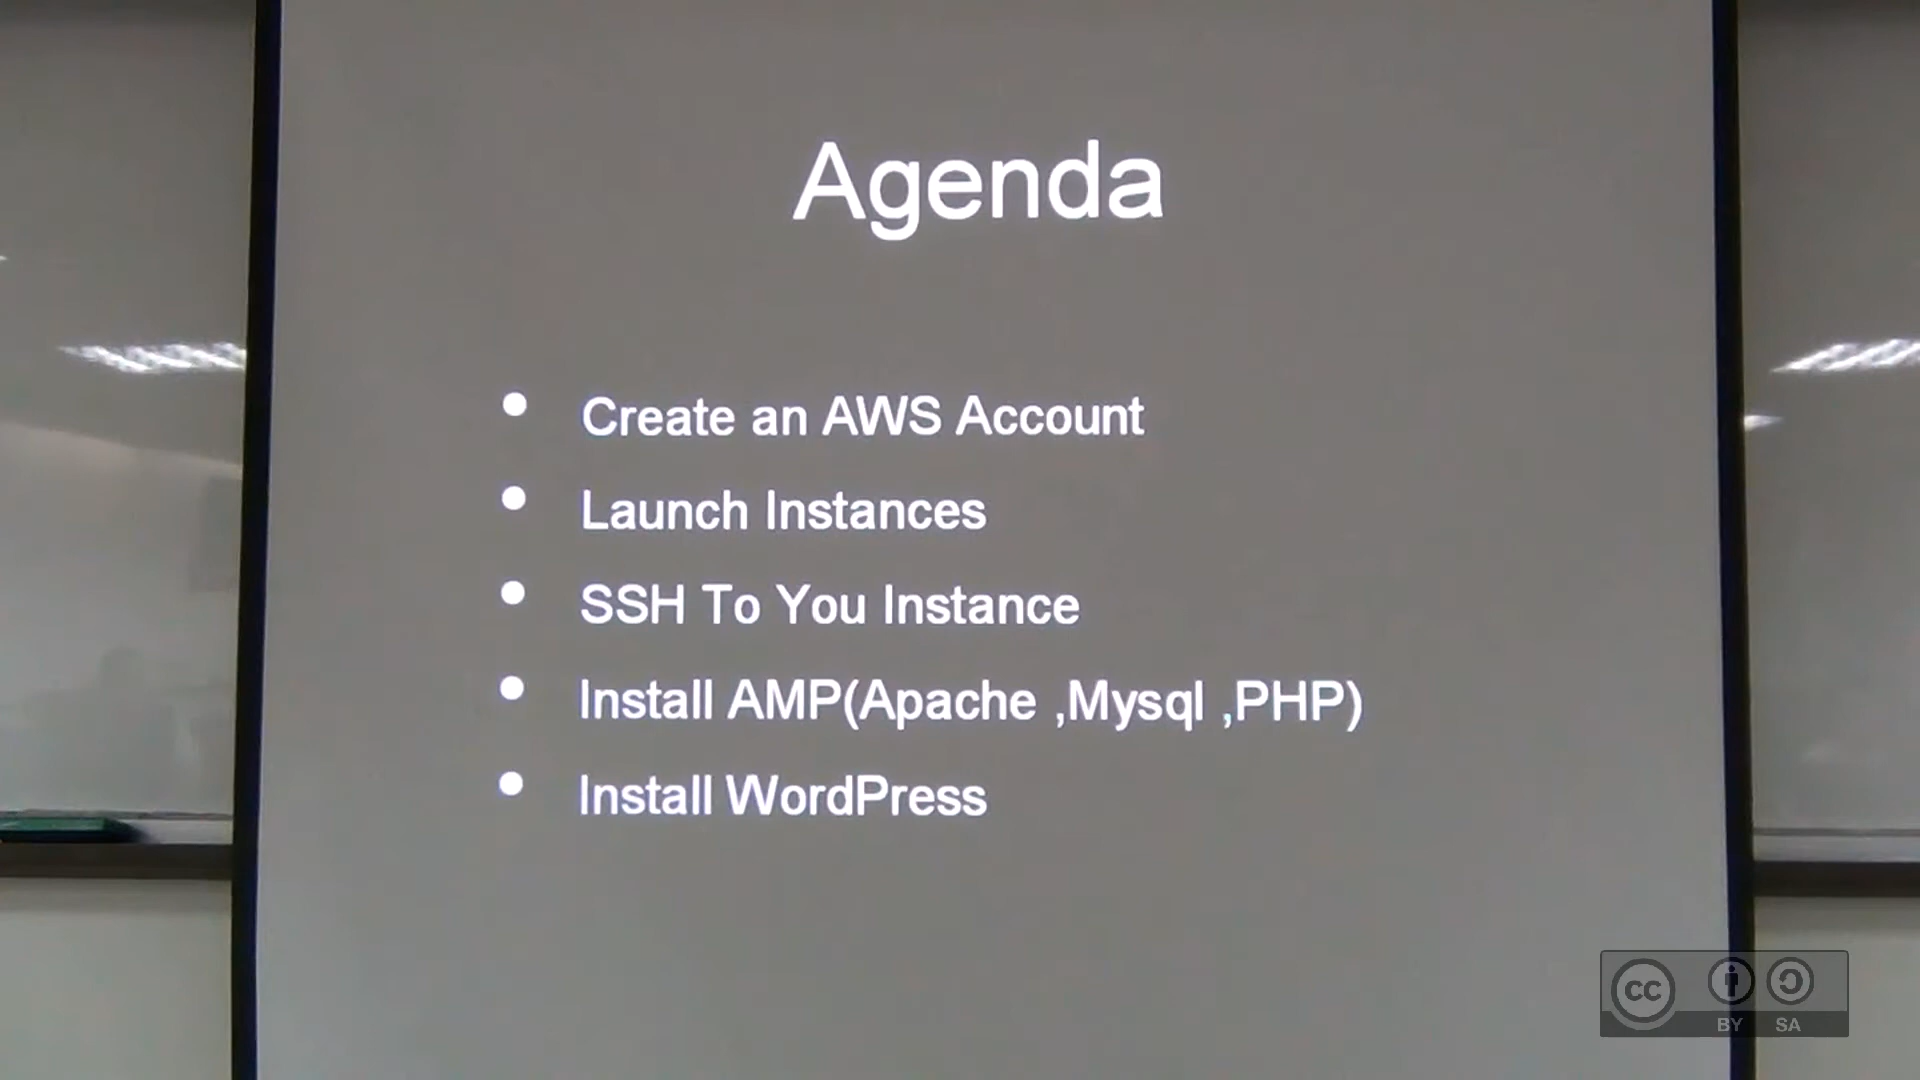 Agenda
Create an AWS Account
Launch Instances
SSH To You Instance
Install AMP(Apache ,Mysql ,PHP)
Install WordPress
CC BY SA